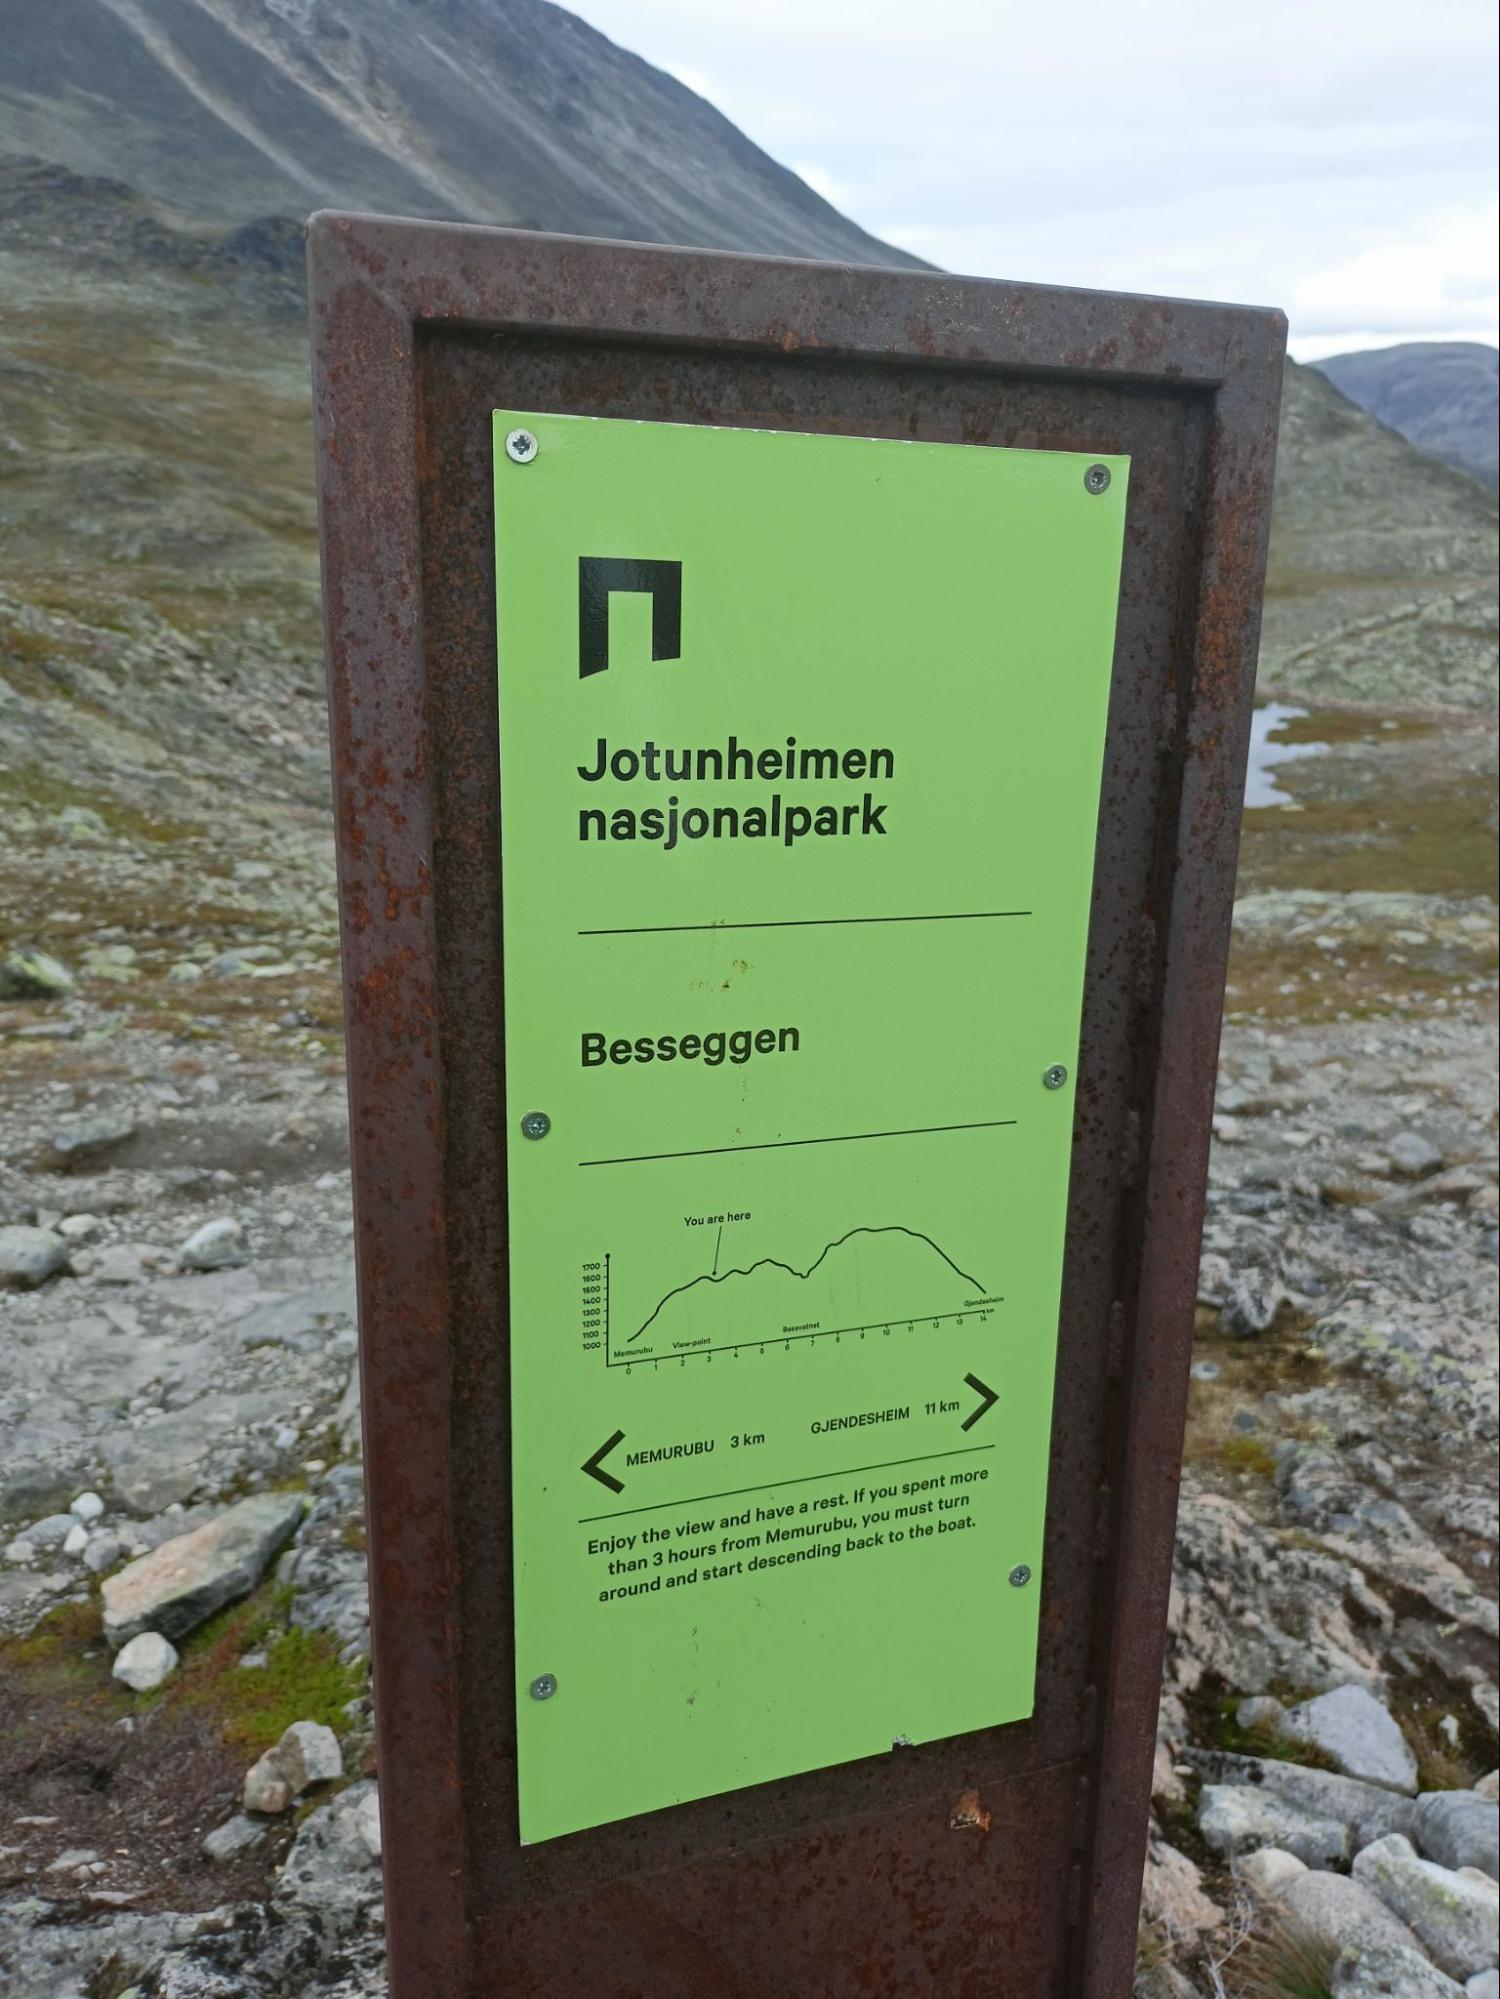 Jotunheimen
nasjonalpark
Besseggen
You are here
1700
1600
1500
1400
1300
1200
1100
1000
Memurubu
View-point
Bessvatnet
Gjendesheim
km
0 1 2 3 4 5 6 7 8 9 10 11 12 13 14
MEMURUBU 3 km
GJENDESHEIM 11 km
Enjoy the view and have a rest. If you spent more
than 3 hours from Memurubu, you must turn
around and start descending back to the boat.